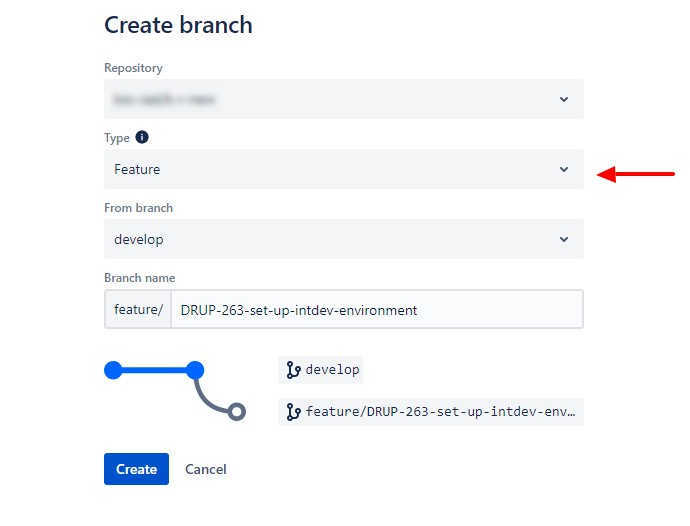 Create branch
Repository
Type
Feature
From branch
develop
Branch name
feature/ DRUP-263-set-up-intdev-environment
develop
feature/DRUP-263-set-up-intdev-env…
Create Cancel